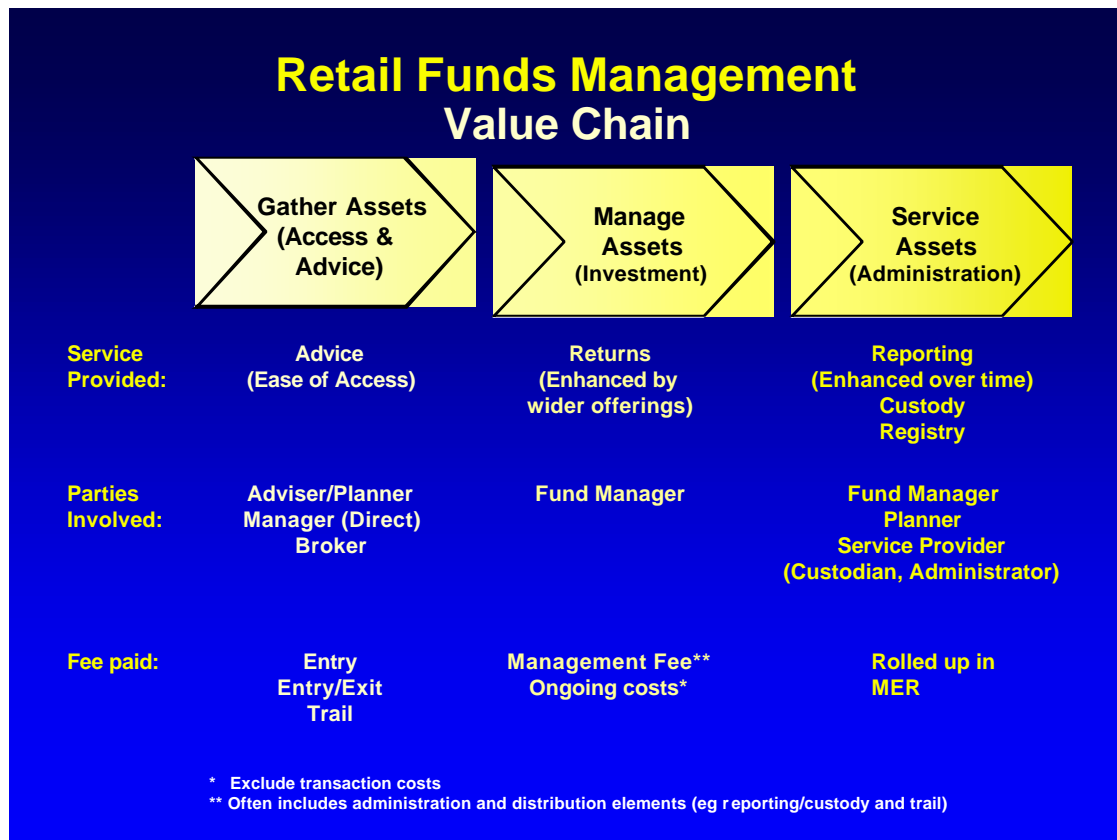 Retail Funds Management
Value Chain
Gather Assets
(Access &
Advice)
Manage
Assets
(Investment)
Service
Assets
(Administration)
Service
Provided:
Advice
(Ease of Access)
Returns
(Enhanced by
wider offerings)
Reporting
(Enhanced over time)
Custody
Registry
Parties
Involved:
Adviser/Planner
Manager (Direct)
Broker
Fund Manager
Fund Manager
Planner
Service Provider
(Custodian, Administrator)
Fee paid:
Entry
Entry/Exit
Trail
Management Fee**
Ongoing costs*
Rolled up in
MER
* Exclude transaction costs
** Often includes administration and distribution elements (eg reporting/custody and trail)